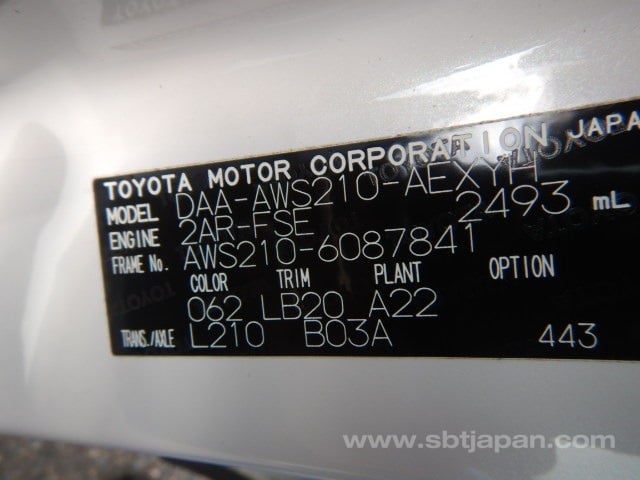 TOYOTA MOTOR CORPORATION JAPA
MODEL DAA-AWS210-AEXYH
ENGINE 2AR-FSE 2493 mL
FRAME No. AWS210-6087841
COLOR TRIM PLANT OPTION
062 LB20 A22
TRANS./AXLE L210 B03A 443
www.sbtjapan.com